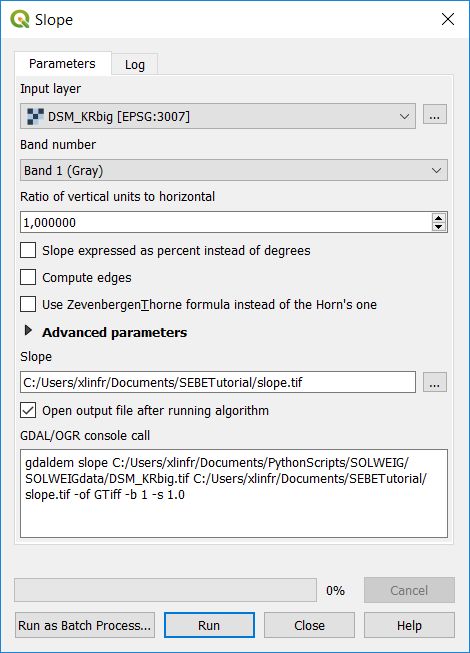 Slope
Parameters
Log
Input layer
DSM_KRbig [EPSG:3007]
...
Band number
Band 1 (Gray)
Ratio of vertical units to horizontal
1,000000
Slope expressed as percent instead of degrees
Compute edges
Use ZevenbergenThorne formula instead of the Horn's one
Advanced parameters
Slope
C:/Users/xlinfr/Documents/SEBETutorial/slope.tif
...
Open output file after running algorithm
GDAL/OGR console call
gdaldem slope C:/Users/xlinfr/Documents/PythonScripts/SOLWEIG/
SOLWEIGdata/DSM_KRbig.tif C:/Users/xlinfr/Documents/SEBETutorial/
slope.tif -of GTiff -b 1 -s 1.0
0%
Cancel
Run as Batch Process...
Run
Close
Help